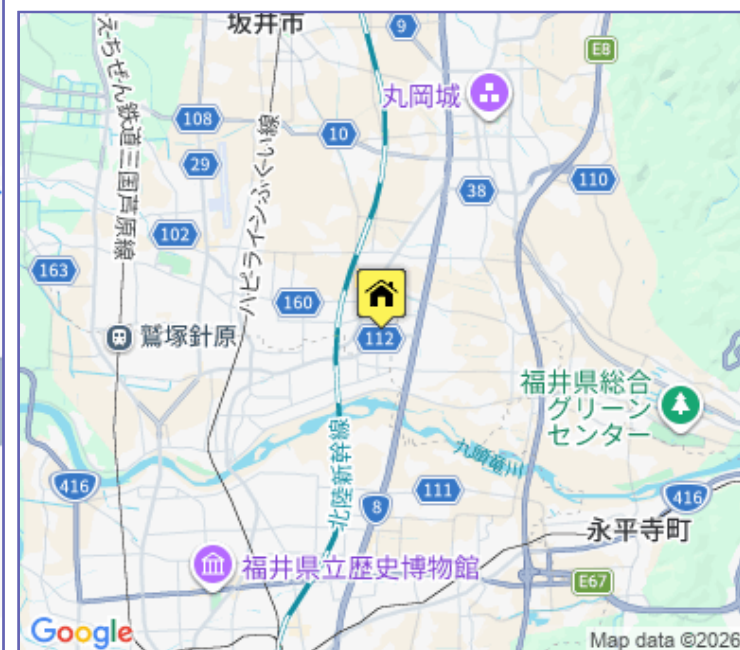 坂井市
9
E8
えちぜん鉄道三国芦原線
丸岡城
108
ハピラインふくい線
10
29
38
110
102
163
160
112
鷲塚針原
福井県総合
グリーン
センター
北陸新幹線
九頭竜川
416
111
8
416
永平寺町
福井県立歴史博物館
E67
Google
Map data ©2026